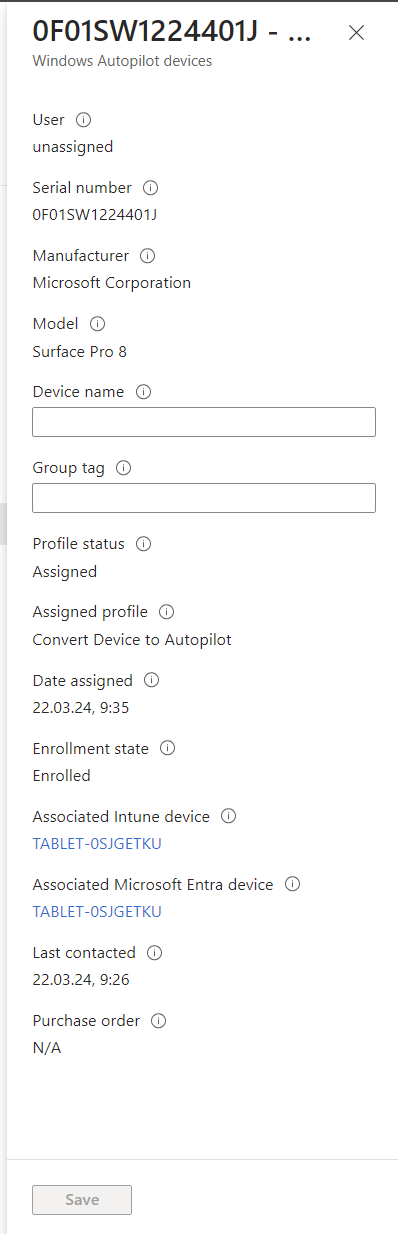 0F01SW1224401J - ...
Windows Autopilot devices
User
unassigned
Serial number
0F01SW1224401J
Manufacturer
Microsoft Corporation
Model
Surface Pro 8
Device name
Group tag
Profile status
Assigned
Assigned profile
Convert Device to Autopilot
Date assigned
22.03.24, 9:35
Enrollment state
Enrolled
Associated Intune device
TABLET-0SJGETKU
Associated Microsoft Entra device
TABLET-0SJGETKU
Last contacted
22.03.24, 9:26
Purchase order
N/A
Save